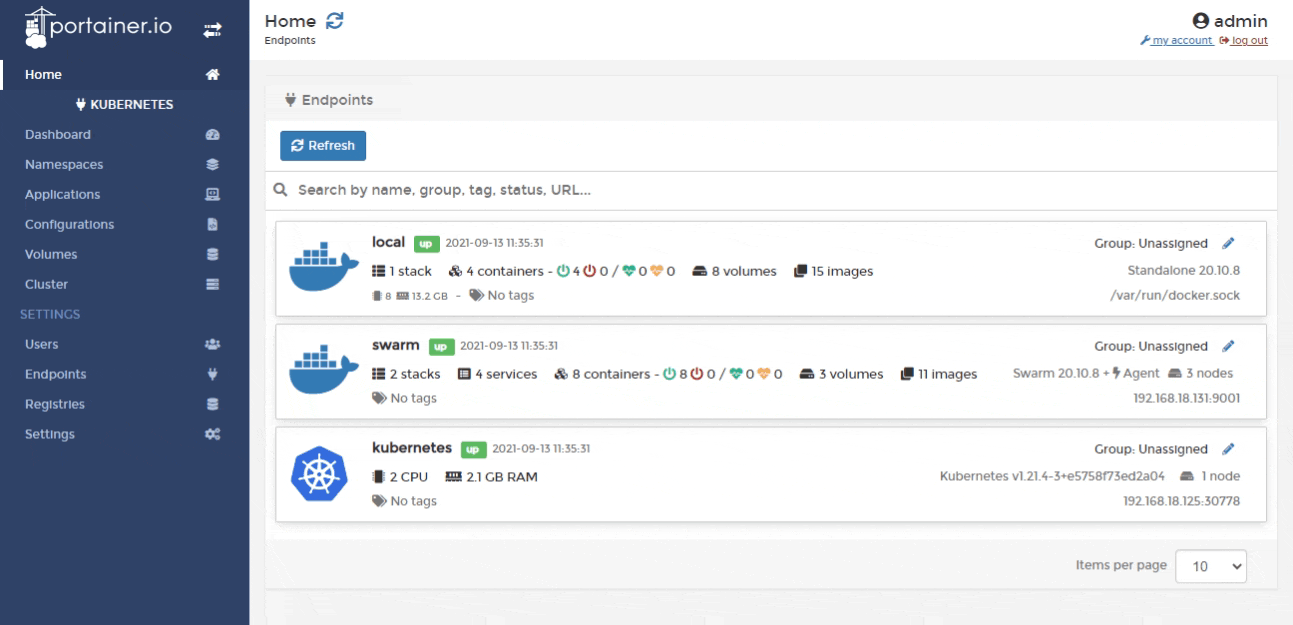 portainer.io
Home
KUBERNETES
Dashboard
Namespaces
Applications
Configurations
Volumes
Cluster
SETTINGS
Users
Endpoints
Registries
Settings
Home
Endpoints
admin
my account log out
Endpoints
Refresh
Search by name, group, tag, status, URL...
local up 2021-09-13 11:35:31 Group: Unassigned
1 stack 4 containers - 4 0 / 0 0 8 volumes 15 images Standalone 20.10.8
8 13.2 GB - No tags /var/run/docker.sock
swarm up 2021-09-13 11:35:31 Group: Unassigned
2 stacks 4 services 8 containers - 8 0 / 0 0 3 volumes 11 images Swarm 20.10.8 + Agent 3 nodes
No tags 192.168.18.131:9001
kubernetes up 2021-09-13 11:35:31 Group: Unassigned
2 CPU 2.1 GB RAM Kubernetes v1.21.4-3+e5758f73ed2a04 1 node
No tags 192.168.18.125:30778
Items per page 10